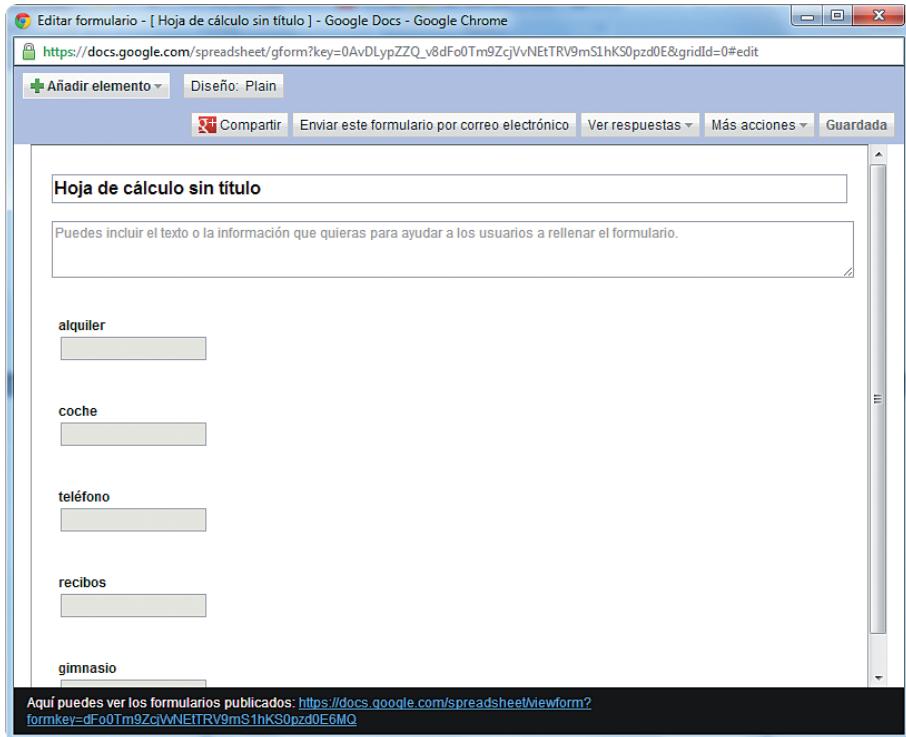 Editar formulario - [ Hoja de cálculo sin título ] - Google Docs - Google Chrome
https://docs.google.com/spreadsheet/gform?key=0AvDLypZZQ_v8dFo0Tm9ZcjVvNEtTRV9mS1hKS0pzd0E&gridId=0#edit
Añadir elemento Diseño: Plain
Compartir Enviar este formulario por correo electrónico Ver respuestas Más acciones Guardada
Hoja de cálculo sin título
Puedes incluir el texto o la información que quieras para ayudar a los usuarios a rellenar el formulario.
alquiler
coche
teléfono
recibos
gimnasio
Aquí puedes ver los formularios publicados: https://docs.google.com/spreadsheet/viewform?
formkey=dFo0Tm9ZcjVvNEtTRV9mS1hKS0pzd0E6MQ